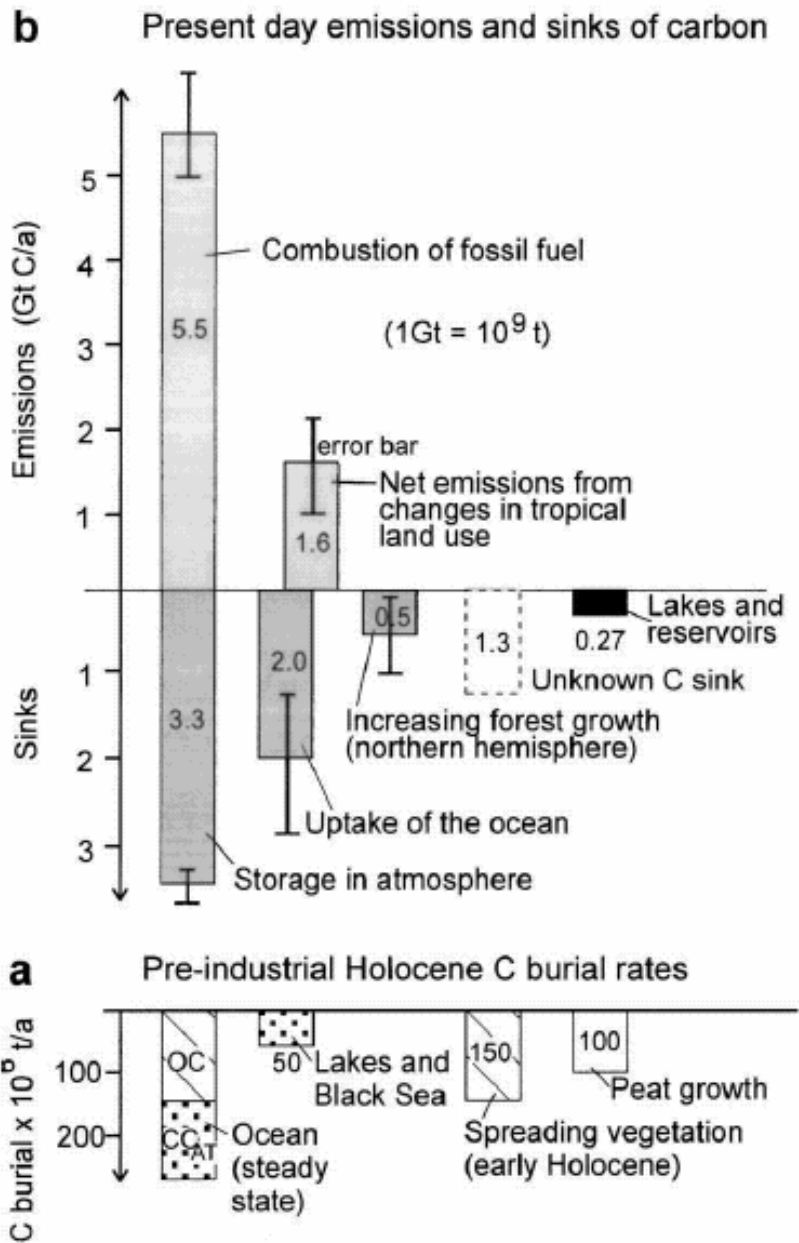 b Present day emissions and sinks of carbon
Emissions (Gt C/a)
5
4
3
2
1
Combustion of fossil fuel
5.5
(1Gt = 10⁹ t)
error bar
Net emissions from
changes in tropical
land use
1.6
Sinks
1
2
3
3.3
2.0
0.5
1.3
0.27
Lakes and
reservoirs
Unknown C sink
Increasing forest growth
(northern hemisphere)
Uptake of the ocean
Storage in atmosphere
a Pre-industrial Holocene C burial rates
C burial x 10⁶ t/a
100
200
OC
CC
AT
Ocean
(steady
state)
50
Lakes and
Black Sea
150
Spreading vegetation
(early Holocene)
100
Peat growth